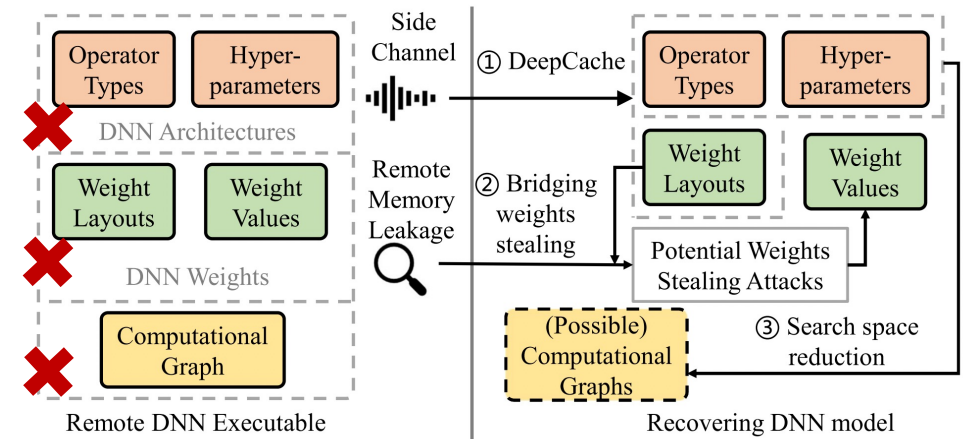 Operator
Types
Hyper-
parameters
DNN Architectures
Weight
Layouts
Weight
Values
DNN Weights
Computational
Graph
Remote DNN Executable
Side
Channel
Remote
Memory
Leakage
① DeepCache
② Bridging
weights
stealing
Operator
Types
Hyper-
parameters
Weight
Layouts
Weight
Values
Potential Weights
Stealing Attacks
(Possible)
Computational
Graphs
③ Search space
reduction
Recovering DNN model